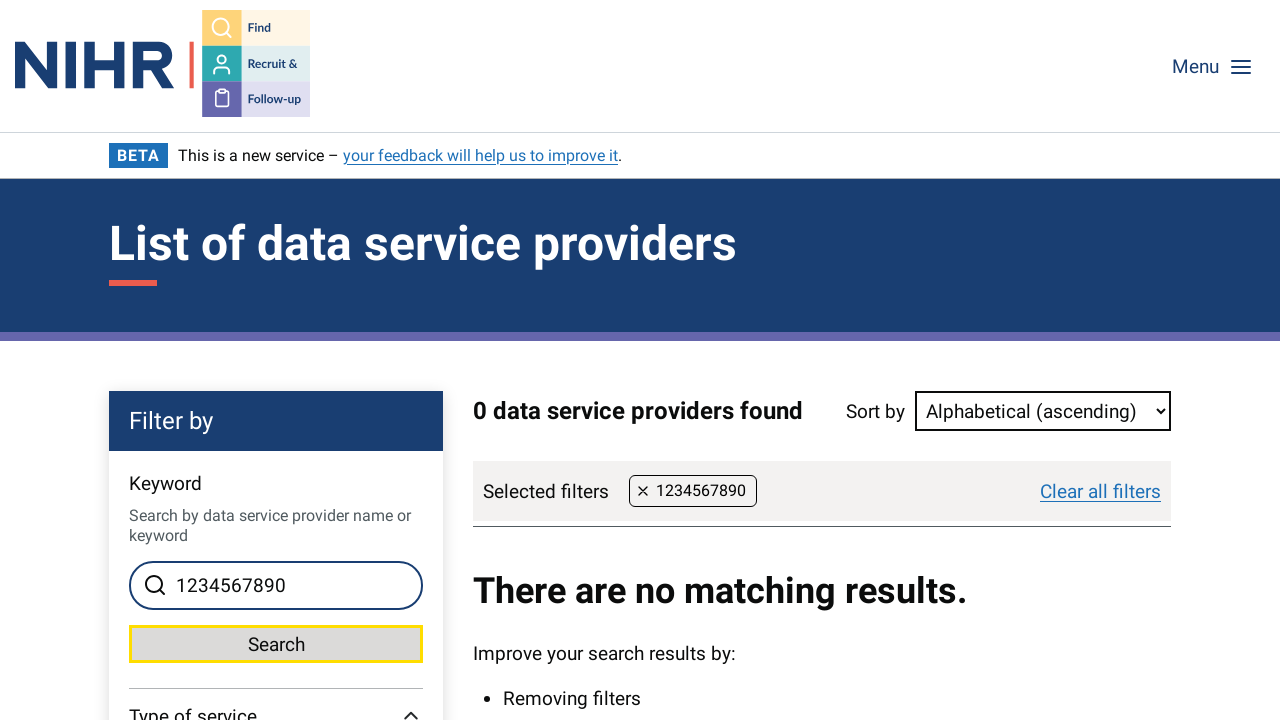 NIHR
Find
Recruit &
Follow-up
Menu
BETA
This is a new service – your feedback will help us to improve it.
List of data service providers
Filter by
Keyword
Search by data service provider name or
keyword
1234567890
Search
Type of service
0 data service providers found
Sort by
Alphabetical (ascending)
Selected filters
1234567890
Clear all filters
There are no matching results.
Improve your search results by:
• Removing filters